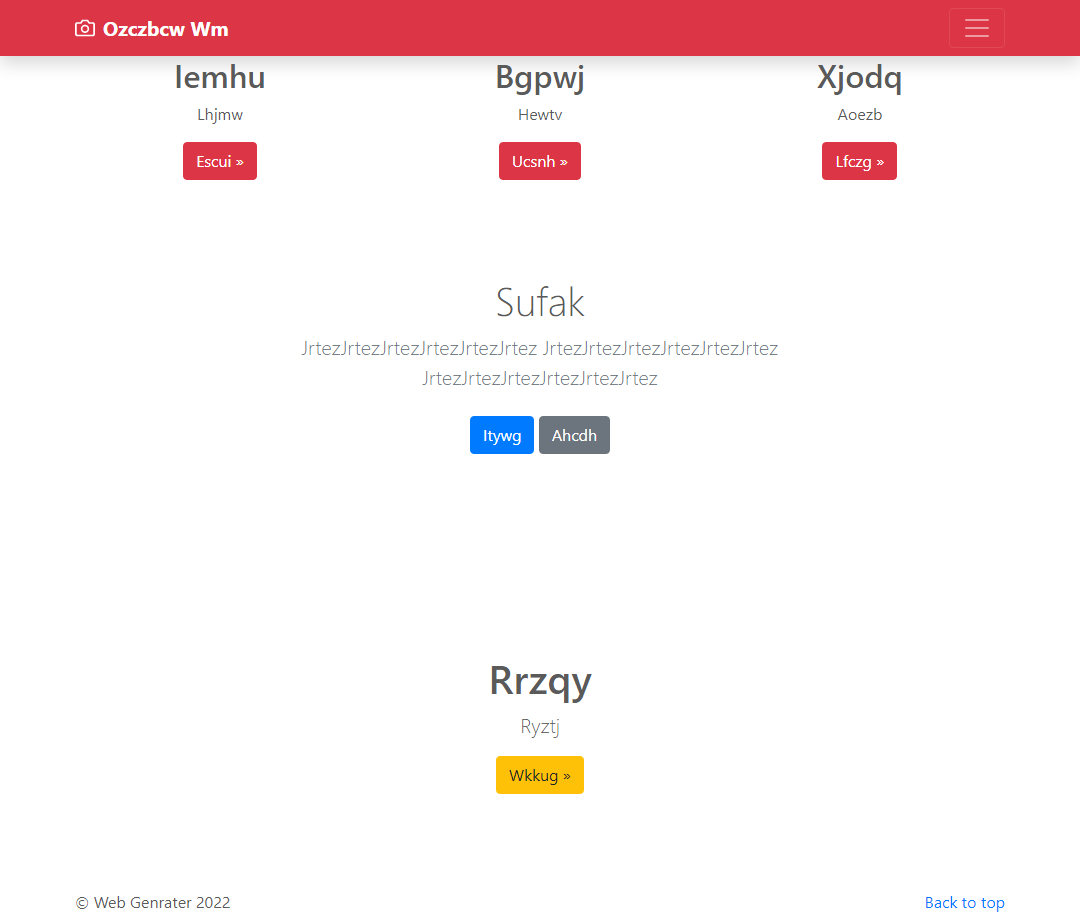 Ozczbcw Wm
Iemhu
Lhjmw
Escui »
Bgpwj
Hewtv
Ucsnh »
Xjodq
Aoezb
Lfczg »
Sufak
JrtezJrtezJrtezJrtezJrtezJrtez JrtezJrtezJrtezJrtezJrtezJrtez
JrtezJrtezJrtezJrtezJrtezJrtez
Itywg Ahcdh
Rrzqy
Ryztj
Wkkug »
© Web Genrater 2022
Back to top